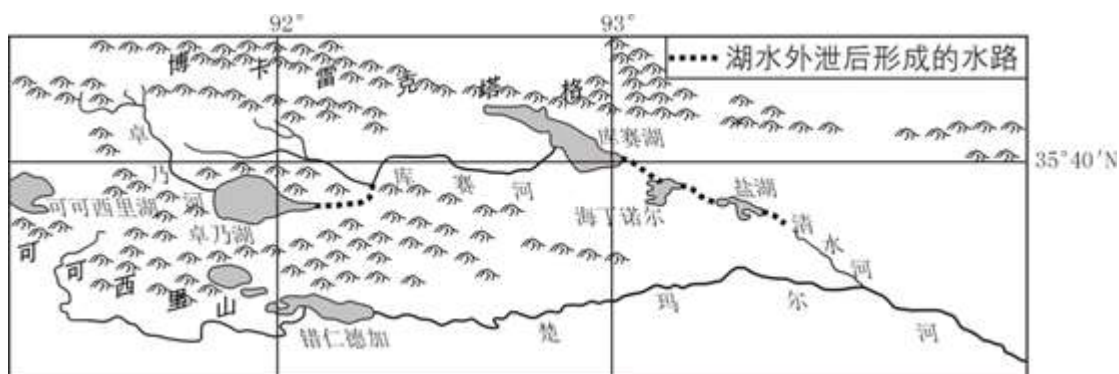 92°
93°
博卡雷克塔格
湖水外泄后形成的水路
35°40′N
卓乃河
库赛湖
库赛河
可可西里湖
卓乃湖
海丁诺尔
盐湖
清水河
可可西里山
错仁德加
楚玛尔河